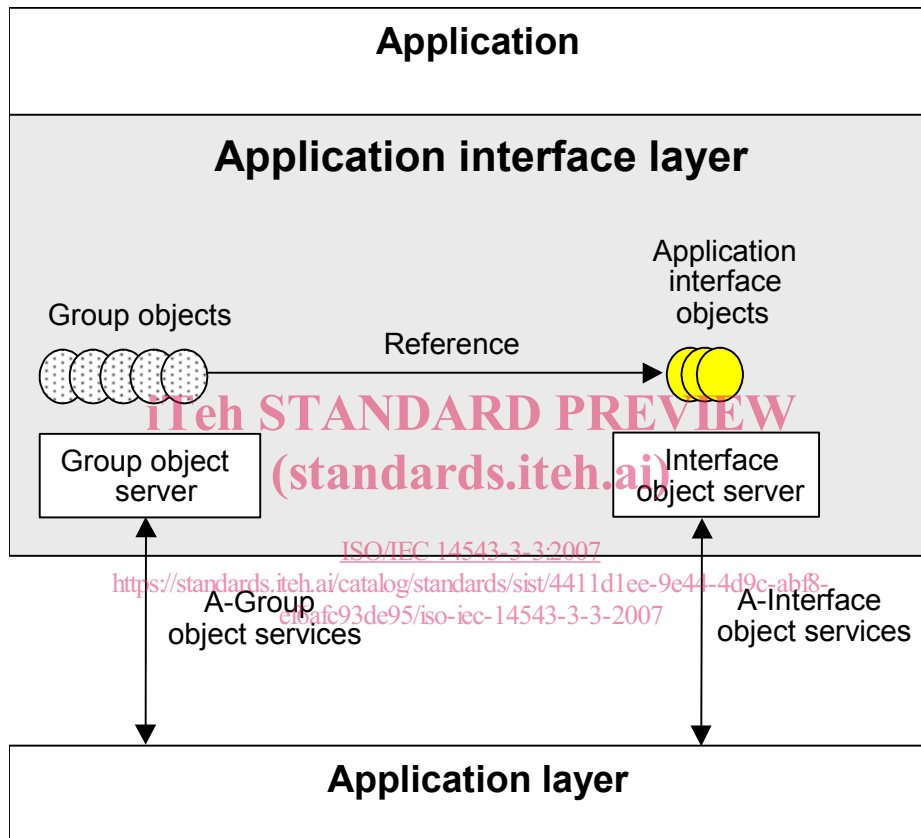 Application
Application interface layer
Application
interface
objects
Group objects
Reference
iTeh STANDARD PREVIEW
(standards.iteh.ai)
Group object
server
Interface
object server
ISO/IEC 14543-3-3:2007
https://standards.iteh.ai/catalog/standards/sist/4411d1ee-9e44-4d9c-abf8-
ef6afc93de95/iso-iec-14543-3-3-2007
A-Group
object services
A-Interface
object services
Application layer